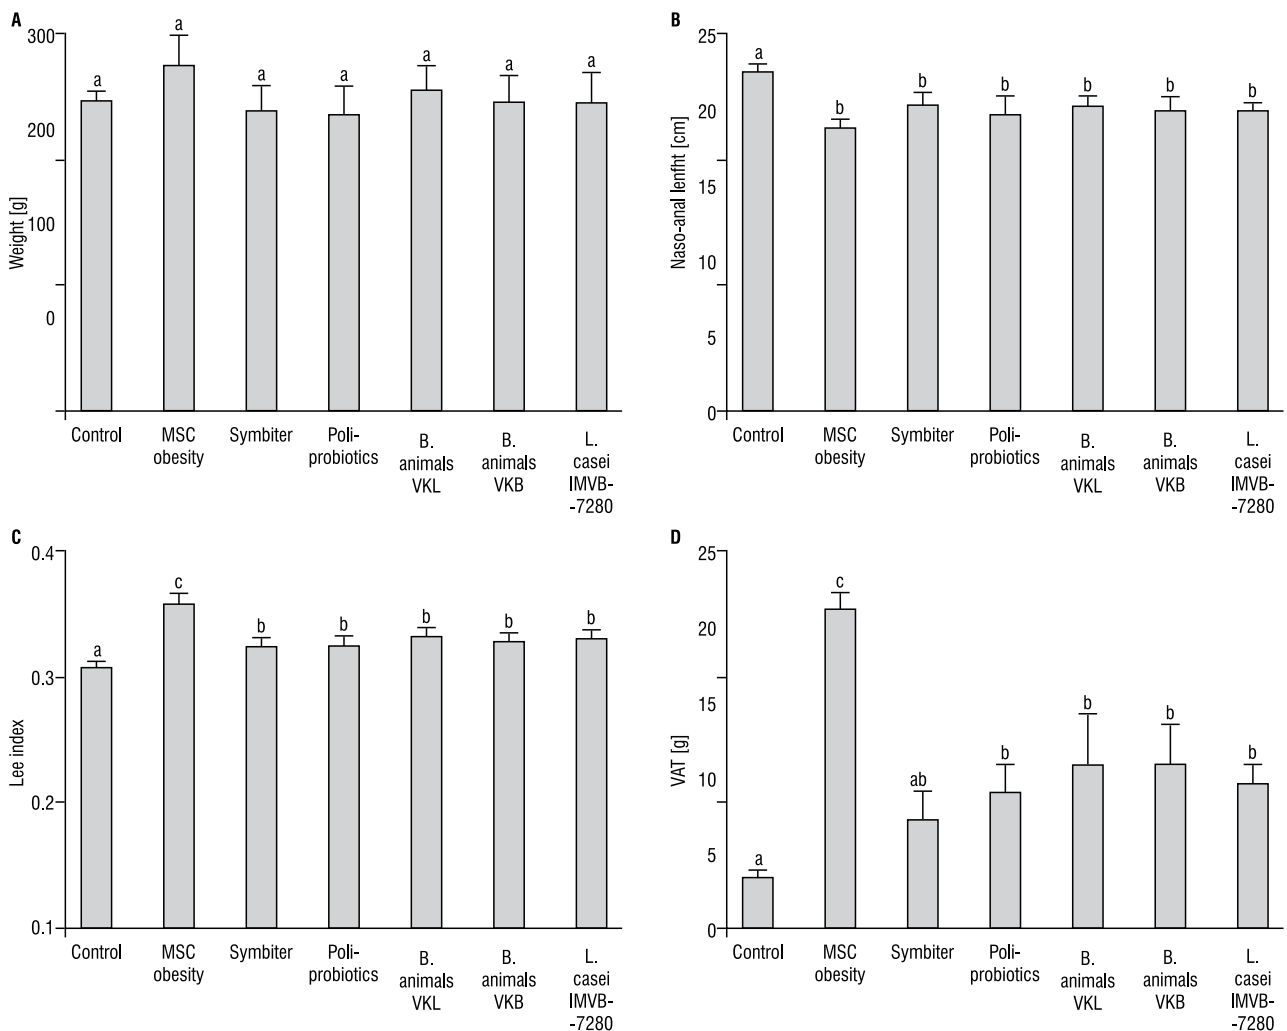 A
300
200
100
0
Weight [g]
a
a
a
a
a
a
a
Control
MSC
obesity
Symbiter
Poli-
probiotics
B.
animals
VKL
B.
animals
VKB
L.
casei
IMVB-
-7280
B
25
20
15
10
5
0
Naso-anal lenfht [cm]
a
b
b
b
b
b
b
Control
MSC
obesity
Symbiter
Poli-
probiotics
B.
animals
VKL
B.
animals
VKB
L.
casei
IMVB-
-7280
C
0.4
0.3
0.2
0.1
Lee index
a
c
b
b
b
b
b
Control
MSC
obesity
Symbiter
Poli-
probiotics
B.
animals
VKL
B.
animals
VKB
L.
casei
IMVB-
-7280
D
25
20
15
10
5
0
VAT [g]
a
c
ab
b
b
b
b
Control
MSC
obesity
Symbiter
Poli-
probiotics
B.
animals
VKL
B.
animals
VKB
L.
casei
IMVB-
-7280